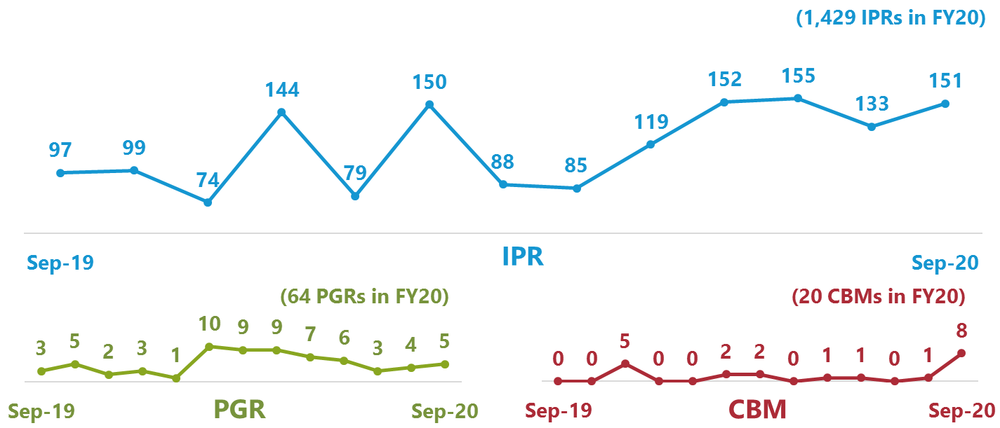 (1,429 IPRs in FY20)
97 99 74 144 79 150 88 85 119 152 155 133 151
Sep-19 IPR Sep-20
(64 PGRs in FY20)
3 5 2 3 1 10 9 9 7 6 3 4 5
Sep-19 PGR Sep-20
(20 CBMs in FY20)
0 0 5 0 0 2 2 0 1 1 0 1 8
Sep-19 CBM Sep-20